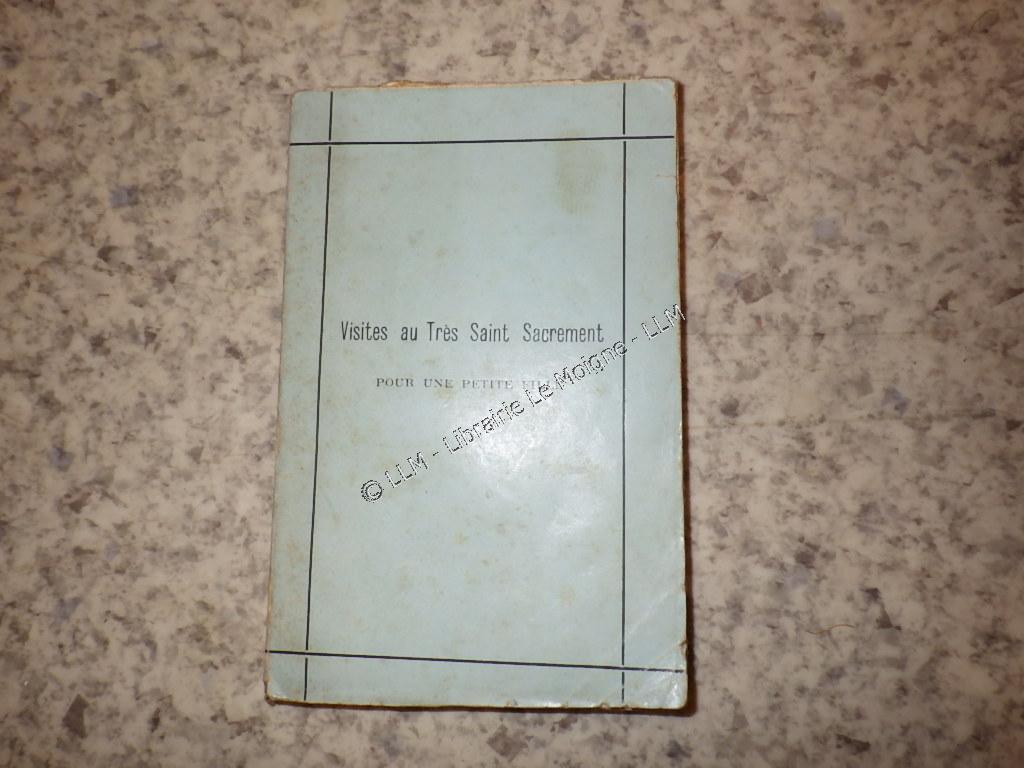 Visites au Très Saint Sacrement
POUR UNE PETITE
© LLM - Librairie Le Moigne - LLM